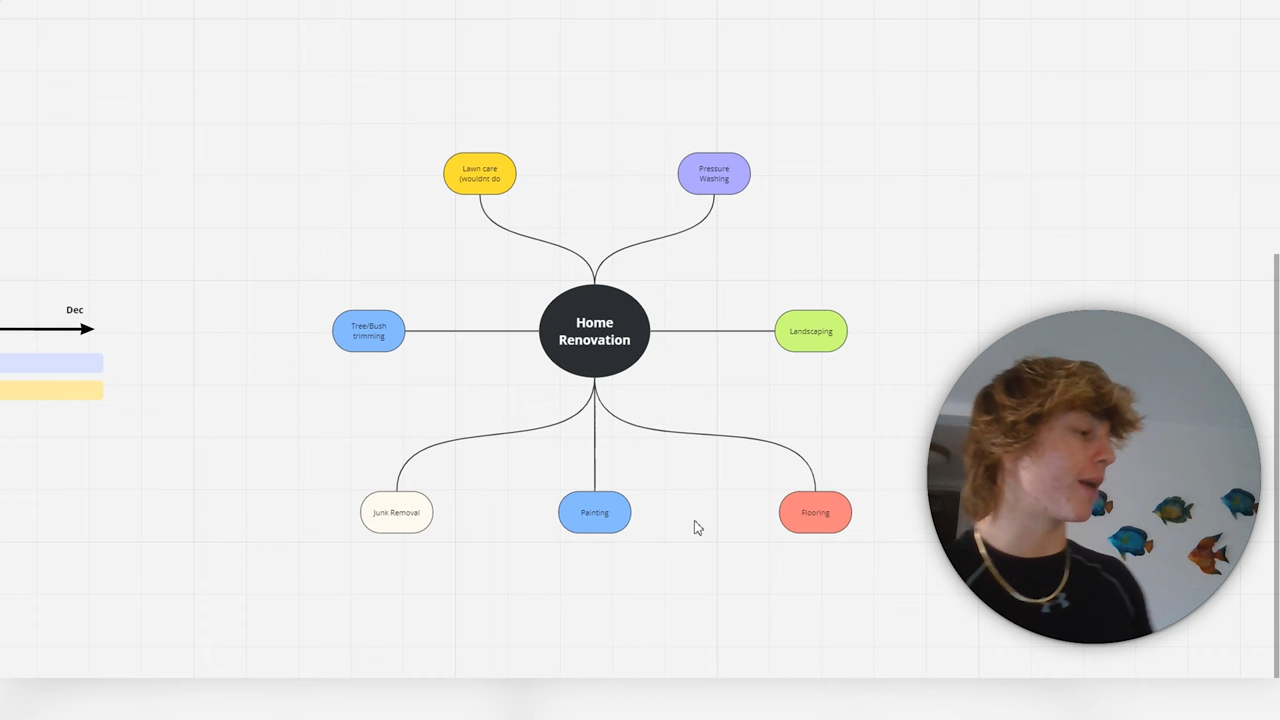 Lawn care
(wouldnt do
Pressure
Washing
Dec
Home
Renovation
Tree/Bush
trimming
Landscaping
Junk Removal
Painting
Flooring